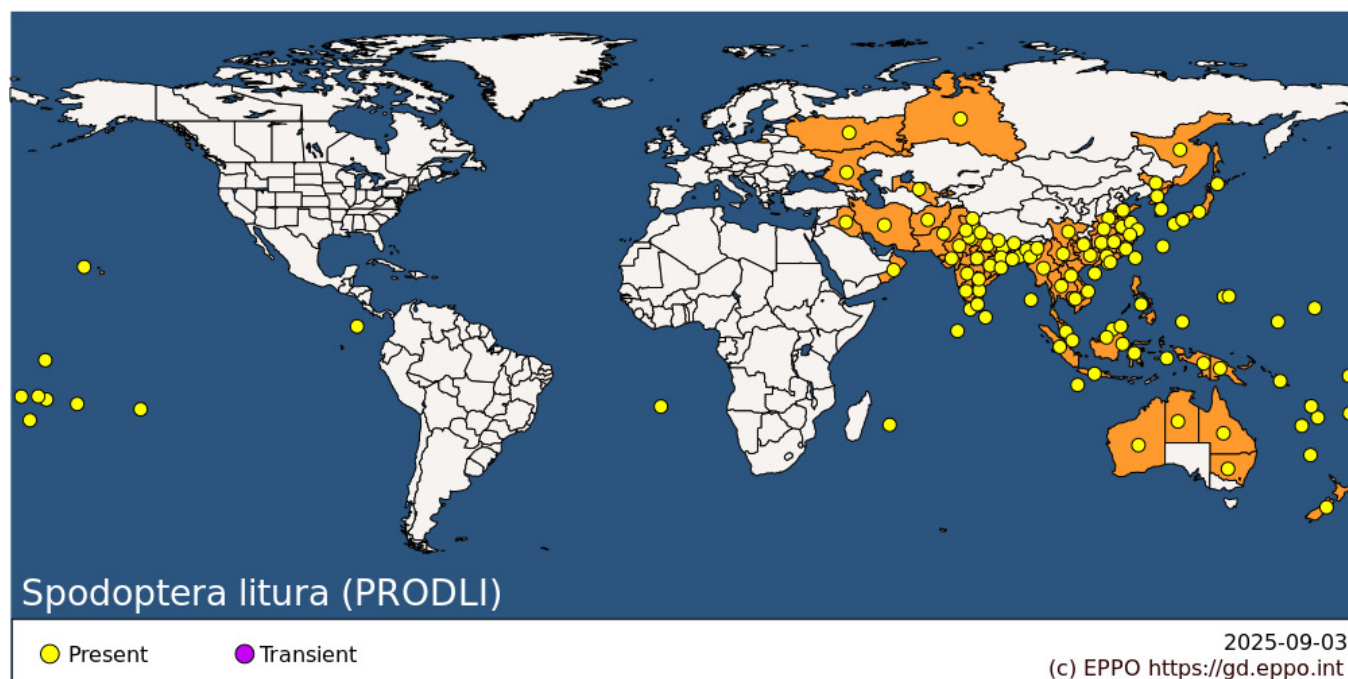 Spodoptera litura (PRODLI)
Present
Transient
2025-09-03
(c) EPPO https://gd.eppo.int